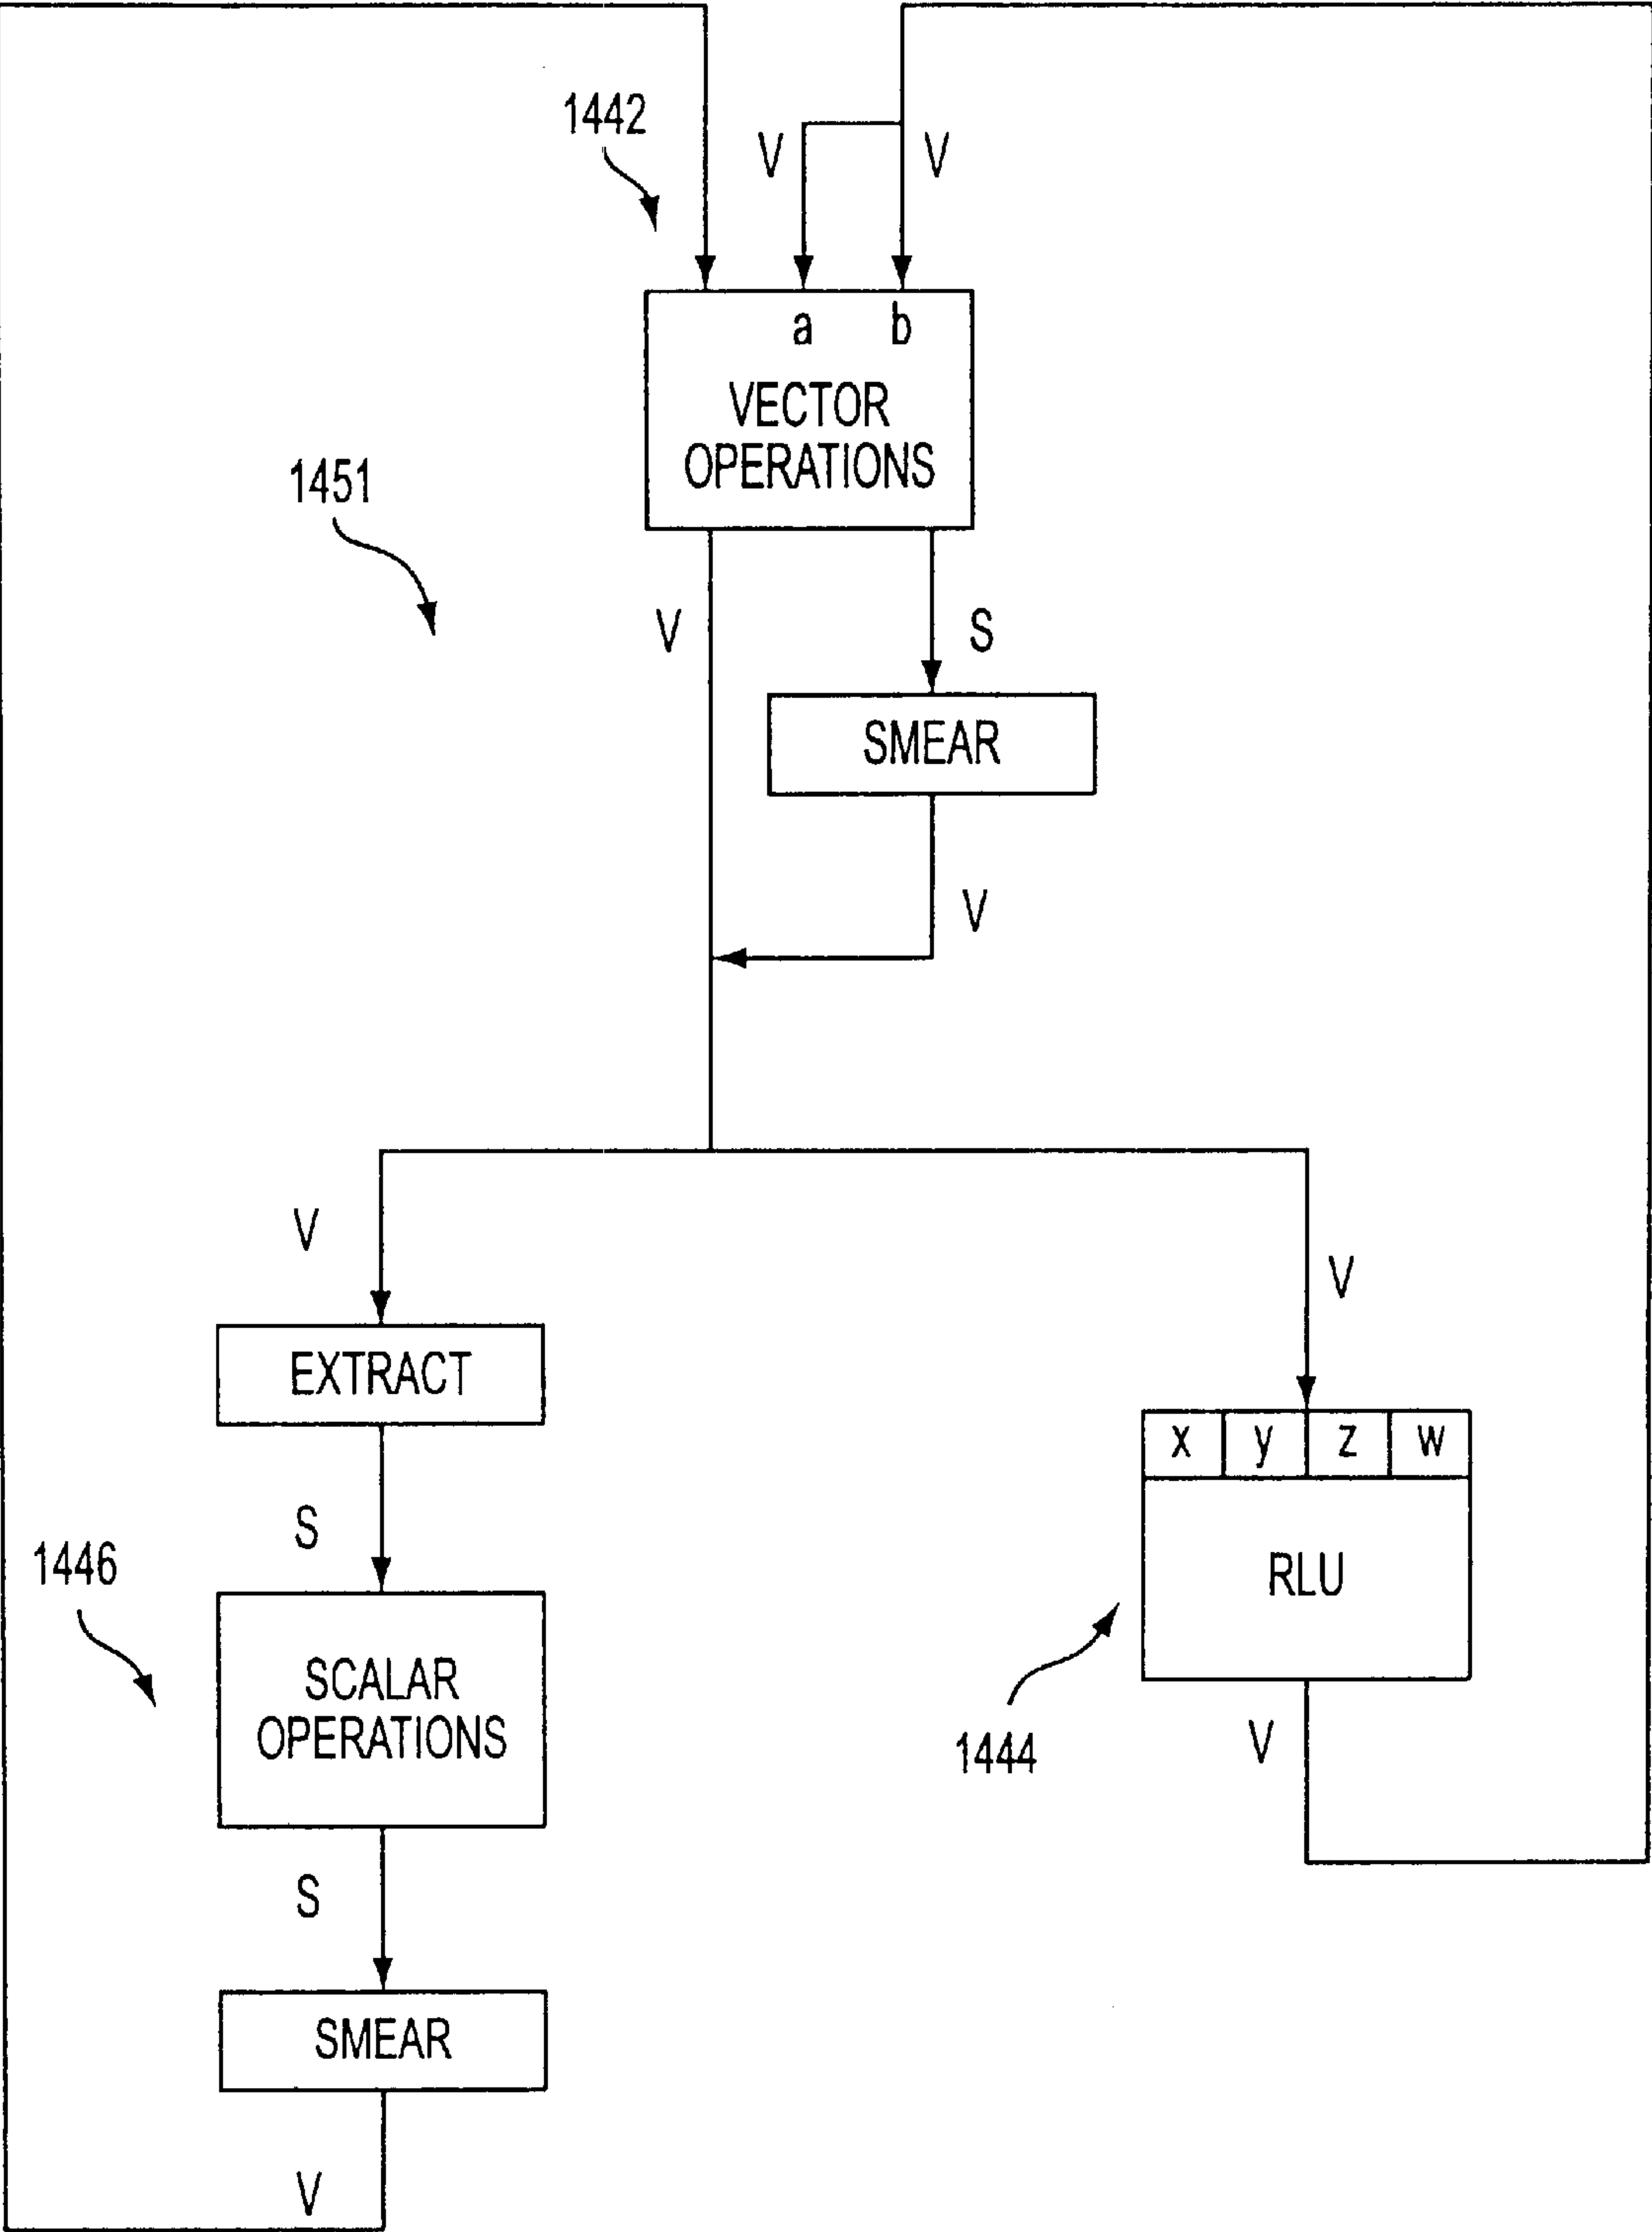 1442
V
V
a
b
VECTOR
OPERATIONS
1451
V
S
SMEAR
V
V
V
EXTRACT
x
y
z
w
S
1446
RLU
SCALAR
OPERATIONS
1444
V
S
SMEAR
V